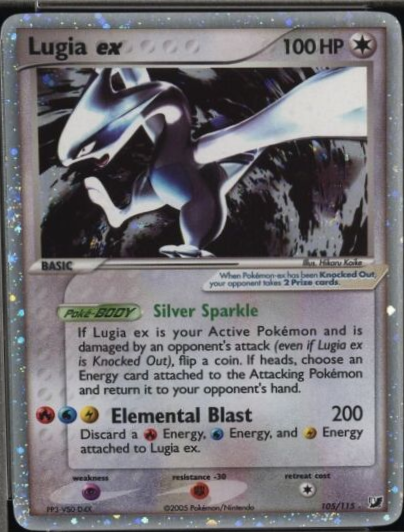 Lugia ex 100 HP
BASIC
Illus. Hikaru Koike
When Pokémon-ex has been Knocked Out,
your opponent takes 2 Prize cards.
Poké-BODY Silver Sparkle
If Lugia ex is your Active Pokémon and is
damaged by an opponent's attack (even if Lugia ex
is Knocked Out), flip a coin. If heads, choose an
Energy card attached to the Attacking Pokémon
and return it to your opponent's hand.
Elemental Blast 200
Discard a Energy, Energy, and Energy
attached to Lugia ex.
weakness resistance -30 retreat cost
©2005 Pokémon/Nintendo 105/115